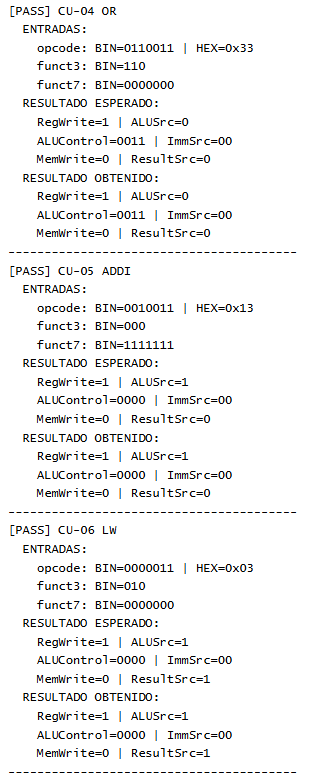 [PASS] CU-04 OR
ENTRADAS:
opcode: BIN=0110011 | HEX=0x33
funct3: BIN=110
funct7: BIN=0000000
RESULTADO ESPERADO:
RegWrite=1 | ALUSrc=0
ALUControl=0011 | ImmSrc=00
MemWrite=0 | ResultSrc=0
RESULTADO OBTENIDO:
RegWrite=1 | ALUSrc=0
ALUControl=0011 | ImmSrc=00
MemWrite=0 | ResultSrc=0
----------------------------------------
[PASS] CU-05 ADDI
ENTRADAS:
opcode: BIN=0010011 | HEX=0x13
funct3: BIN=000
funct7: BIN=1111111
RESULTADO ESPERADO:
RegWrite=1 | ALUSrc=1
ALUControl=0000 | ImmSrc=00
MemWrite=0 | ResultSrc=0
RESULTADO OBTENIDO:
RegWrite=1 | ALUSrc=1
ALUControl=0000 | ImmSrc=00
MemWrite=0 | ResultSrc=0
----------------------------------------
[PASS] CU-06 LW
ENTRADAS:
opcode: BIN=0000011 | HEX=0x03
funct3: BIN=010
funct7: BIN=0000000
RESULTADO ESPERADO:
RegWrite=1 | ALUSrc=1
ALUControl=0000 | ImmSrc=00
MemWrite=0 | ResultSrc=1
RESULTADO OBTENIDO:
RegWrite=1 | ALUSrc=1
ALUControl=0000 | ImmSrc=00
MemWrite=0 | ResultSrc=1
----------------------------------------